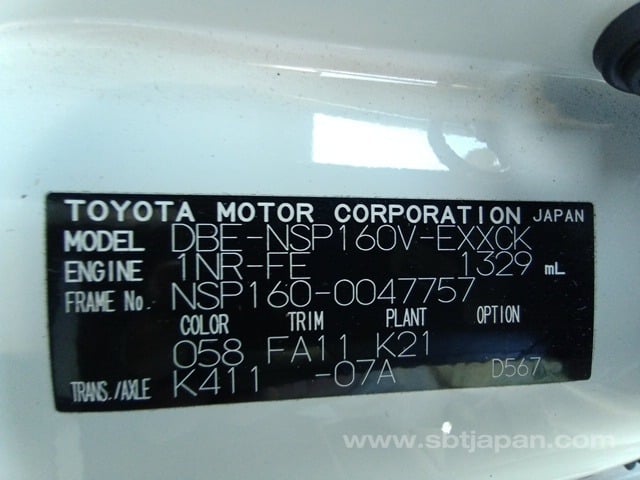 TOYOTA MOTOR CORPORATION JAPAN
MODEL DBE-NSP160V-EXXCK
ENGINE 1NR-FE 1329 mL
FRAME No. NSP160-0047757
COLOR TRIM PLANT OPTION
058 FA11 K21
TRANS./AXLE K411 -07A D567
www.sbtjapan.com